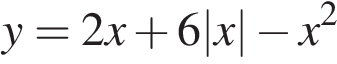 y = 2x + 6|x| − x²